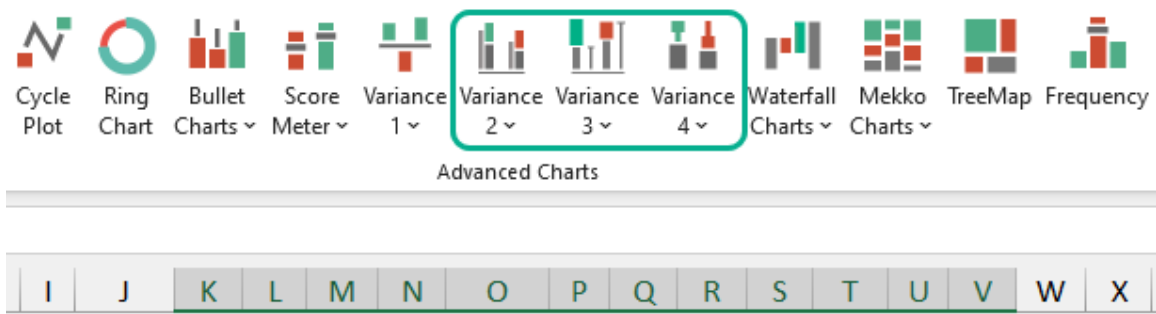 Cycle Ring Bullet Score Variance Variance Variance Variance Waterfall Mekko TreeMap Frequency
Plot Chart Charts Meter 1 2 3 4 Charts Charts
Advanced Charts
I J K L M N O P Q R S T U V W X